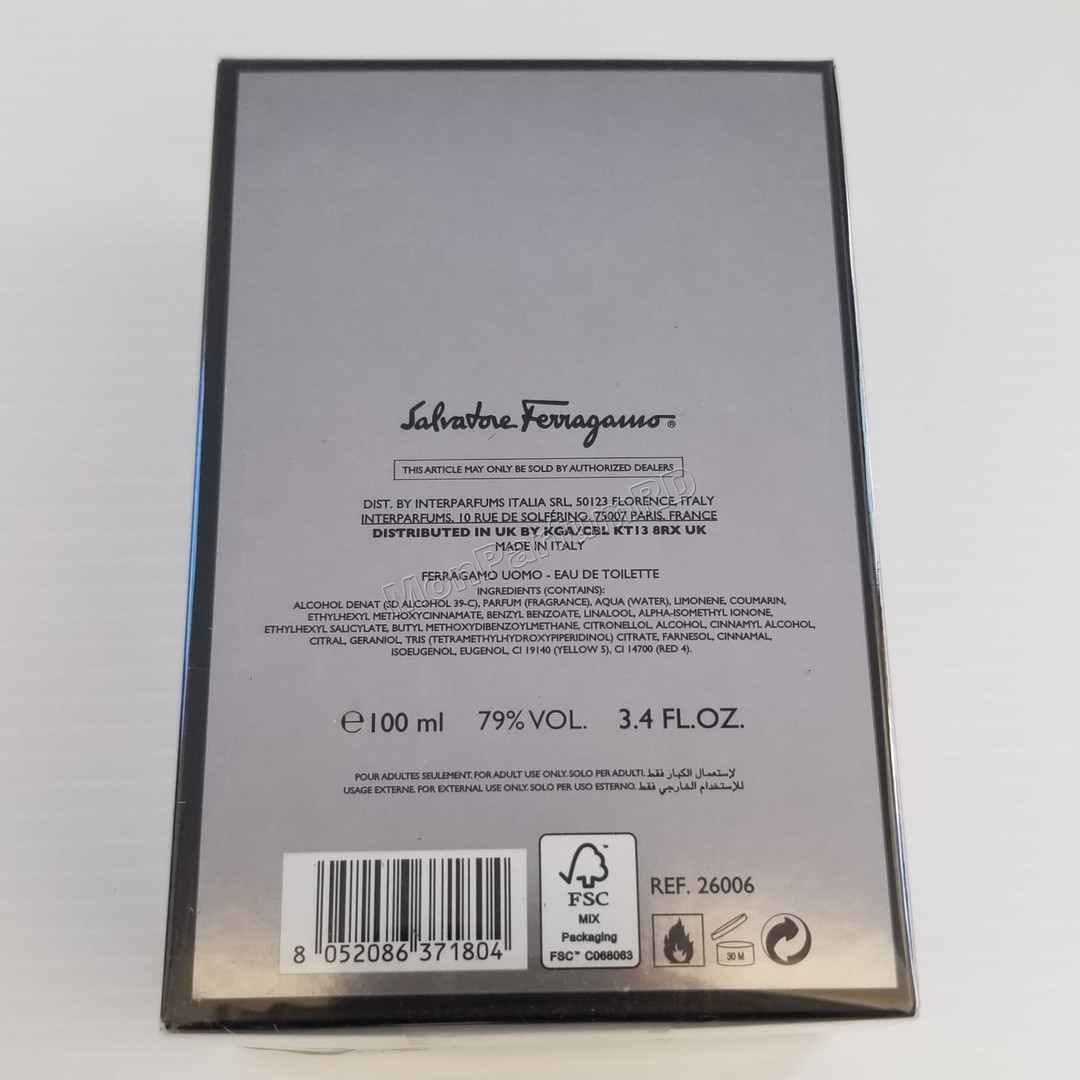 Salvatore Ferragamo®
THIS ARTICLE MAY ONLY BE SOLD BY AUTHORIZED DEALERS
DIST. BY INTERPARFUMS ITALIA SRL, 50123 FLORENCE, ITALY
INTERPARFUMS, 10 RUE DE SOLFÉRINO, 75007 PARIS, FRANCE
DISTRIBUTED IN UK BY KGA/CBL KT13 8RX UK
MADE IN ITALY
MonParfumRD
FERRAGAMO UOMO - EAU DE TOILETTE
INGREDIENTS (CONTAINS):
ALCOHOL DENAT (SD ALCOHOL 39-C), PARFUM (FRAGRANCE), AQUA (WATER), LIMONENE, COUMARIN,
ETHYLHEXYL METHOXYCINNAMATE, BENZYL BENZOATE, LINALOOL, ALPHA-ISOMETHYL IONONE,
ETHYLHEXYL SALICYLATE, BUTYL METHOXYDIBENZOYLMETHANE, CITRONELLOL, ALCOHOL, CINNAMYL ALCOHOL,
CITRAL, GERANIOL, TRIS (TETRAMETHYLHYDROXYPIPERIDINOL) CITRATE, FARNESOL, CINNAMAL,
ISOEUGENOL, EUGENOL, CI 19140 (YELLOW 5), CI 14700 (RED 4).
℮100 ml 79% VOL. 3.4 FL.OZ.
POUR ADULTES SEULEMENT. FOR ADULT USE ONLY. SOLO PER ADULTI. لإستعمال الكبار فقط
USAGE EXTERNE. FOR EXTERNAL USE ONLY. SOLO PER USO ESTERNO. للإستخدام الخارجي فقط
8 052086 371804
FSC
MIX
Packaging
FSC™ C068063
REF. 26006
30 M